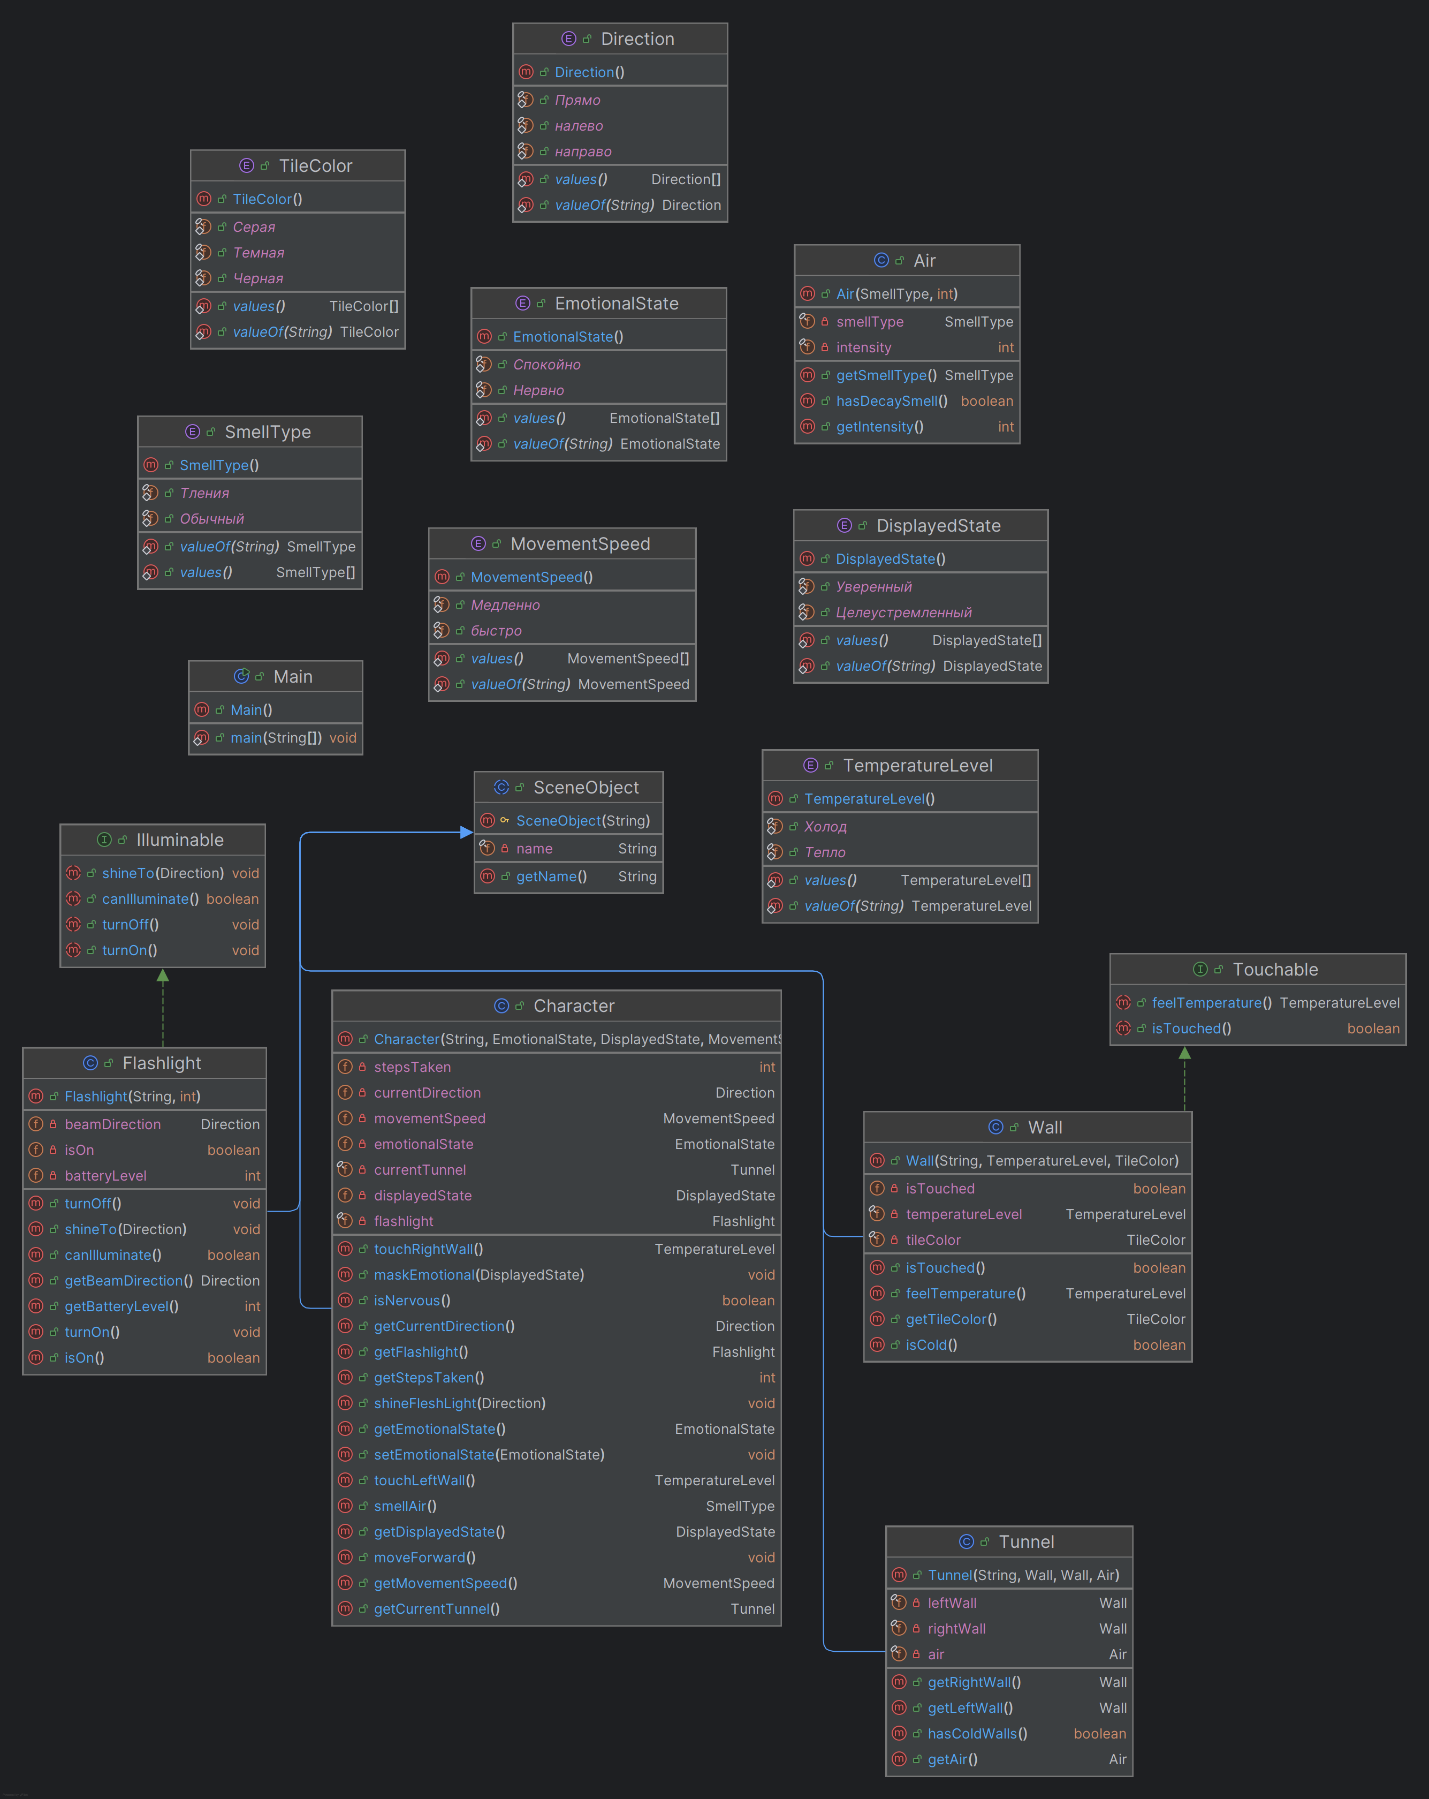 Direction
Direction()
Прямо
налево
направо
values() Direction[]
valueOf(String) Direction
TileColor
TileColor()
Серая
Темная
Черная
values() TileColor[]
valueOf(String) TileColor
Air
Air(SmellType, int)
smellType SmellType
intensity int
getSmellType() SmellType
hasDecaySmell() boolean
getIntensity() int
EmotionalState
EmotionalState()
Спокойно
Нервно
values() EmotionalState[]
valueOf(String) EmotionalState
SmellType
SmellType()
Тления
Обычный
valueOf(String) SmellType
values() SmellType[]
DisplayedState
DisplayedState()
Уверенный
Целеустремленный
values() DisplayedState[]
valueOf(String) DisplayedState
MovementSpeed
MovementSpeed()
Медленно
быстро
values() MovementSpeed[]
valueOf(String) MovementSpeed
Main
Main()
main(String[]) void
TemperatureLevel
TemperatureLevel()
Холод
Тепло
values() TemperatureLevel[]
valueOf(String) TemperatureLevel
SceneObject
SceneObject(String)
name String
getName() String
Illuminable
shineTo(Direction) void
canIlluminate() boolean
turnOff() void
turnOn() void
Touchable
feelTemperature() TemperatureLevel
isTouched() boolean
Character
Character(String, EmotionalState, DisplayedState, Movement
stepsTaken int
currentDirection Direction
movementSpeed MovementSpeed
emotionalState EmotionalState
currentTunnel Tunnel
displayedState DisplayedState
flashlight Flashlight
touchRightWall() TemperatureLevel
maskEmotional(DisplayedState) void
isNervous() boolean
getCurrentDirection() Direction
getFlashlight() Flashlight
getStepsTaken() int
shineFleshLight(Direction) void
getEmotionalState() EmotionalState
setEmotionalState(EmotionalState) void
touchLeftWall() TemperatureLevel
smellAir() SmellType
getDisplayedState() DisplayedState
moveForward() void
getMovementSpeed() MovementSpeed
getCurrentTunnel() Tunnel
Flashlight
Flashlight(String, int)
beamDirection Direction
isOn boolean
batteryLevel int
turnOff() void
shineTo(Direction) void
canIlluminate() boolean
getBeamDirection() Direction
getBatteryLevel() int
turnOn() void
isOn() boolean
Wall
Wall(String, TemperatureLevel, TileColor)
isTouched boolean
temperatureLevel TemperatureLevel
tileColor TileColor
isTouched() boolean
feelTemperature() TemperatureLevel
getTileColor() TileColor
isCold() boolean
Tunnel
Tunnel(String, Wall, Wall, Air)
leftWall Wall
rightWall Wall
air Air
getRightWall() Wall
getLeftWall() Wall
hasColdWalls() boolean
getAir() Air